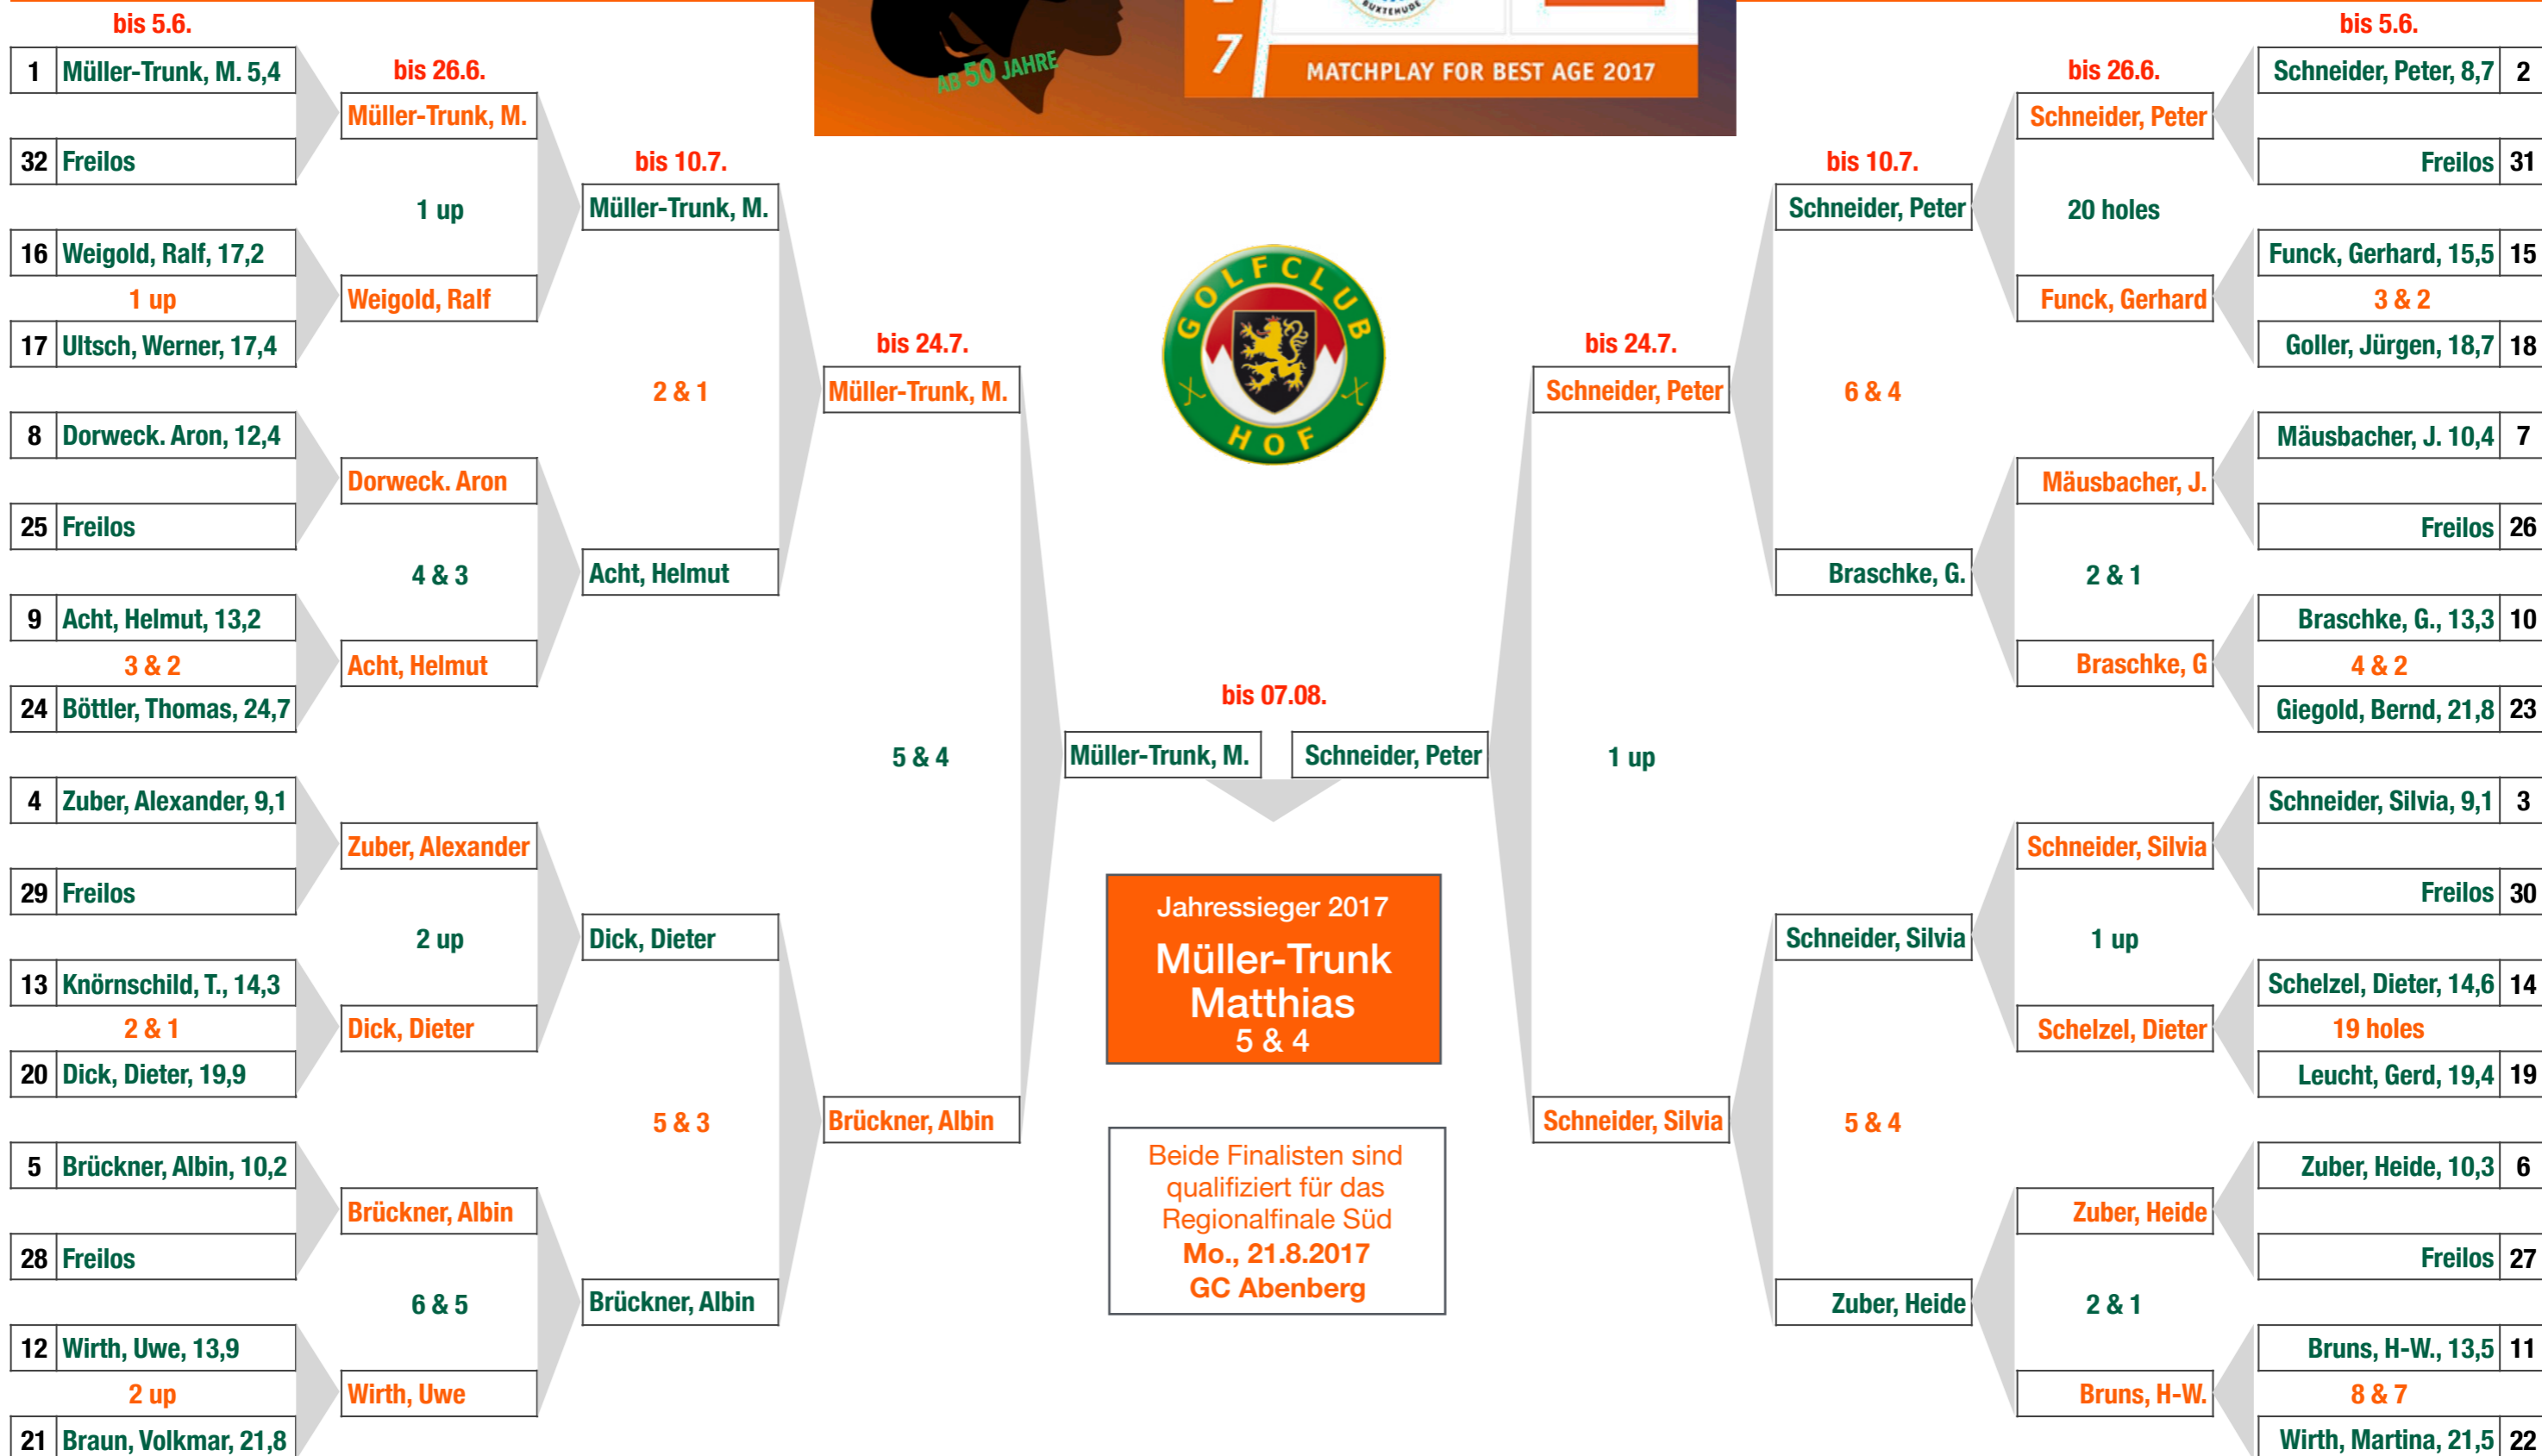 BUXTEHUDE
7
AB 50 JAHRE
MATCHPLAY FOR BEST AGE 2017
bis 5.6.
1 Müller-Trunk, M. 5,4
32 Freilos
16 Weigold, Ralf, 17,2
1 up
17 Ultsch, Werner, 17,4
8 Dorweck. Aron, 12,4
25 Freilos
9 Acht, Helmut, 13,2
3 & 2
24 Böttler, Thomas, 24,7
4 Zuber, Alexander, 9,1
29 Freilos
13 Knörnschild, T., 14,3
2 & 1
20 Dick, Dieter, 19,9
5 Brückner, Albin, 10,2
28 Freilos
12 Wirth, Uwe, 13,9
2 up
21 Braun, Volkmar, 21,8
bis 26.6.
Müller-Trunk, M.
1 up
Weigold, Ralf
Dorweck. Aron
4 & 3
Acht, Helmut
Zuber, Alexander
2 up
Dick, Dieter
Brückner, Albin
6 & 5
Wirth, Uwe
bis 10.7.
Müller-Trunk, M.
2 & 1
Acht, Helmut
Dick, Dieter
5 & 3
Brückner, Albin
bis 24.7.
Müller-Trunk, M.
5 & 4
Brückner, Albin
GOLFCLUB
HOF
bis 07.08.
Müller-Trunk, M.
Schneider, Peter
Jahressieger 2017
Müller-Trunk
Matthias
5 & 4
Beide Finalisten sind
qualifiziert für das
Regionalfinale Süd
Mo., 21.8.2017
GC Abenberg
bis 24.7.
Schneider, Peter
1 up
Schneider, Silvia
bis 10.7.
Schneider, Peter
6 & 4
Braschke, G.
Schneider, Silvia
5 & 4
Zuber, Heide
bis 26.6.
Schneider, Peter
20 holes
Funck, Gerhard
Mäusbacher, J.
2 & 1
Braschke, G
Schneider, Silvia
1 up
Schelzel, Dieter
Zuber, Heide
2 & 1
Bruns, H-W.
bis 5.6.
Schneider, Peter, 8,7 2
Freilos 31
Funck, Gerhard, 15,5 15
3 & 2
Goller, Jürgen, 18,7 18
Mäusbacher, J. 10,4 7
Freilos 26
Braschke, G., 13,3 10
4 & 2
Giegold, Bernd, 21,8 23
Schneider, Silvia, 9,1 3
Freilos 30
Schelzel, Dieter, 14,6 14
19 holes
Leucht, Gerd, 19,4 19
Zuber, Heide, 10,3 6
Freilos 27
Bruns, H-W., 13,5 11
8 & 7
Wirth, Martina, 21,5 22